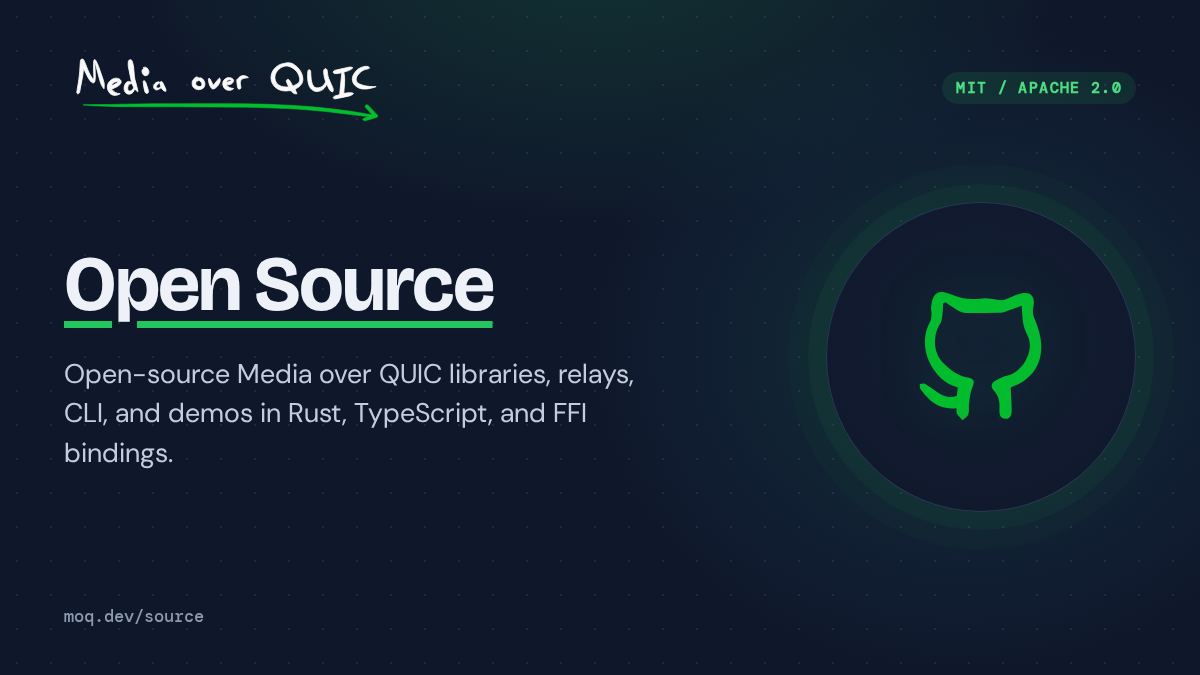 Media over QUIC
MIT / APACHE 2.0
Open Source
Open-source Media over QUIC libraries, relays,
CLI, and demos in Rust, TypeScript, and FFI
bindings.
moq.dev/source